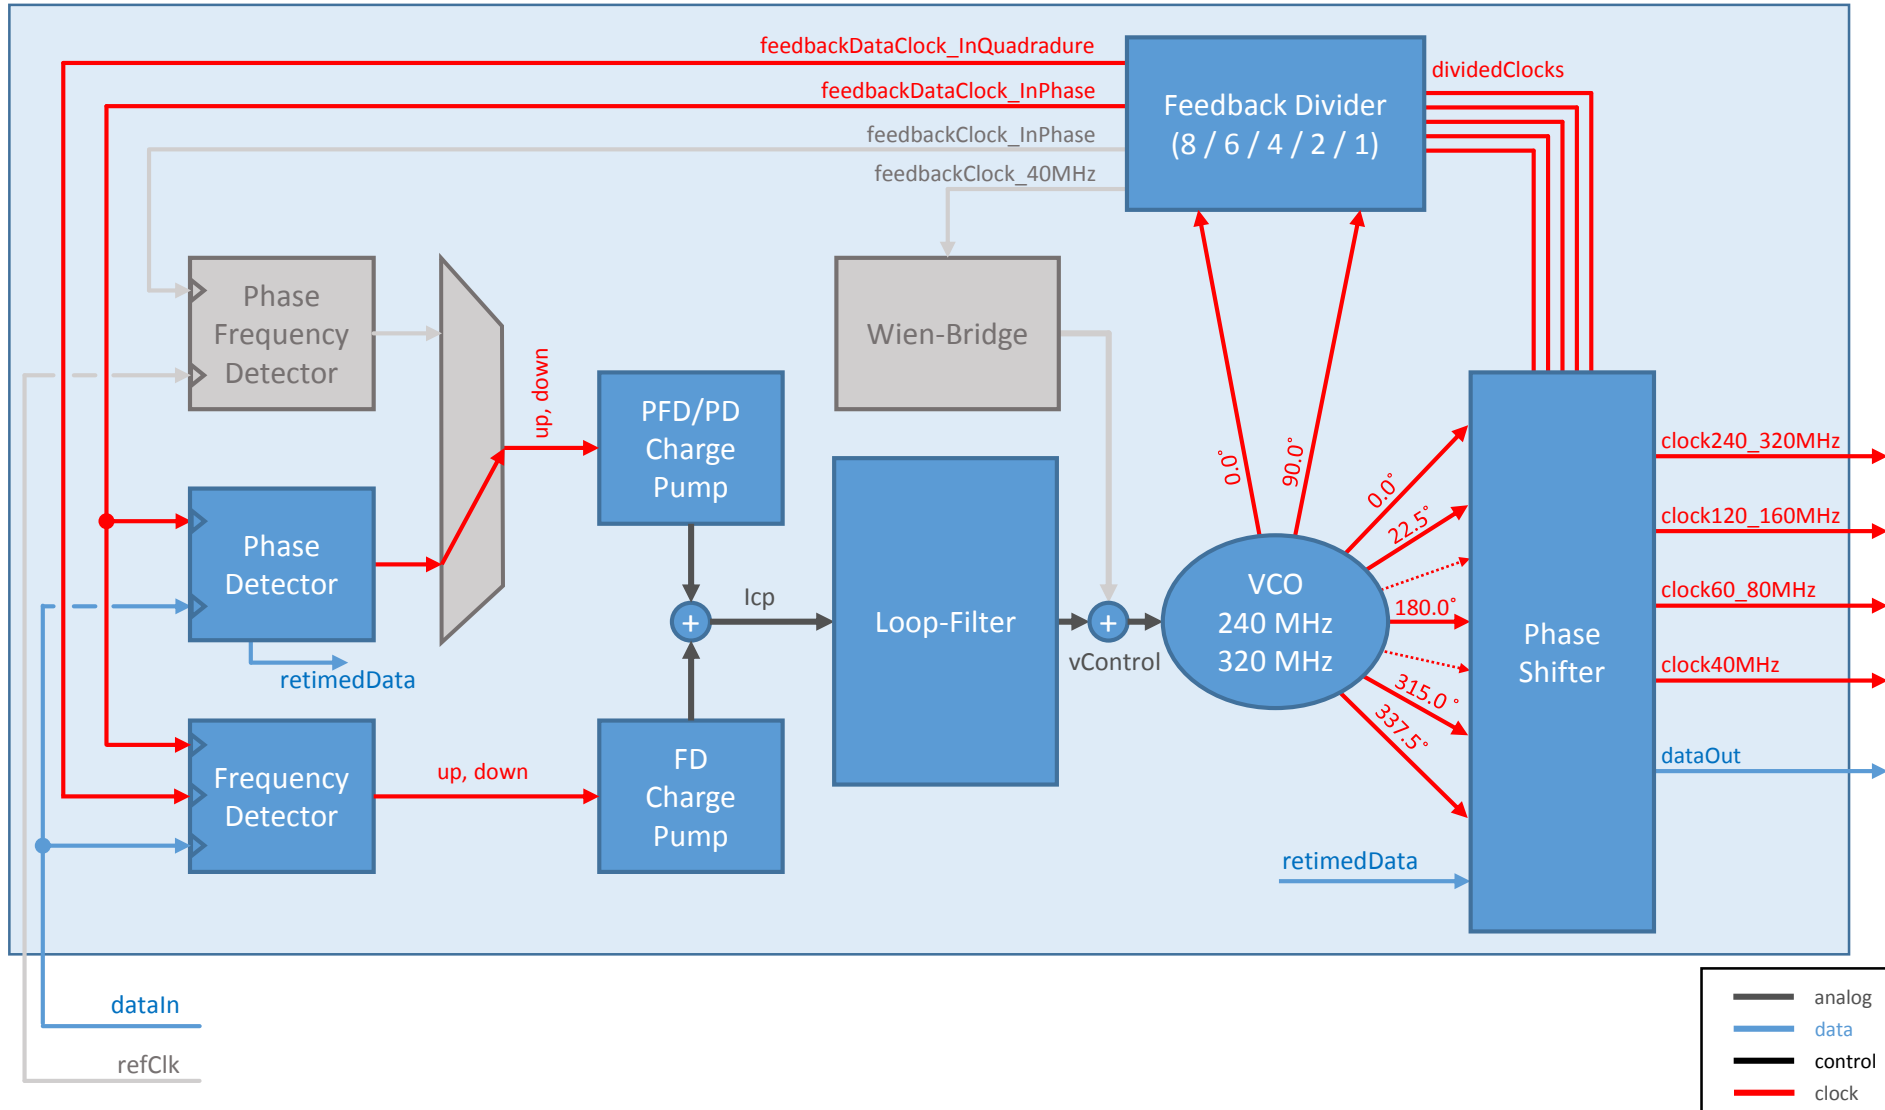 feedbackDataClock_InQuadradure
feedbackDataClock_InPhase
feedbackClock_InPhase
feedbackClock_40MHz
Feedback Divider
(8 / 6 / 4 / 2 / 1)
dividedClocks
Phase
Frequency
Detector
Wien-Bridge
up, down
PFD/PD
Charge
Pump
0.0°
90.0°
Phase
Detector
retimedData
Icp
Loop-Filter
+
+
vControl
VCO
240 MHz
320 MHz
0.0°
22.5°
180.0°
315.0 °
337.5°
Phase
Shifter
clock240_320MHz
clock120_160MHz
clock60_80MHz
clock40MHz
dataOut
Frequency
Detector
up, down
FD
Charge
Pump
retimedData
dataIn
refClk
analog
data
control
clock